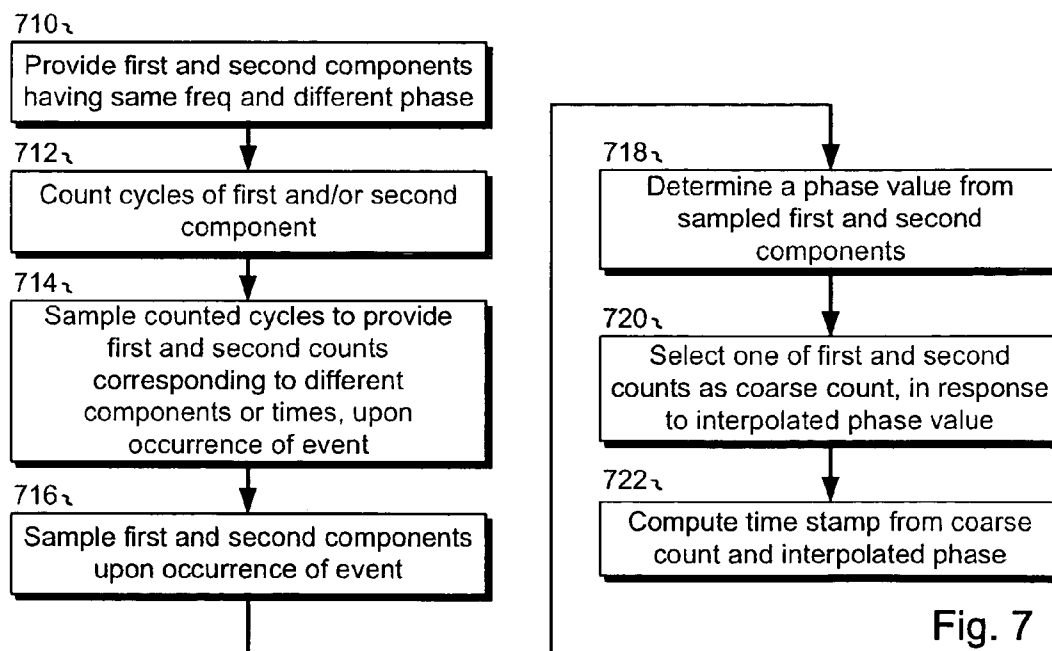 710
Provide first and second components
having same freq and different phase
712
Count cycles of first and/or second
component
714
Sample counted cycles to provide
first and second counts
corresponding to different
components or times, upon
occurrence of event
716
Sample first and second components
upon occurrence of event
718
Determine a phase value from
sampled first and second
components
720
Select one of first and second
counts as coarse count, in response
to interpolated phase value
722
Compute time stamp from coarse
count and interpolated phase
Fig. 7